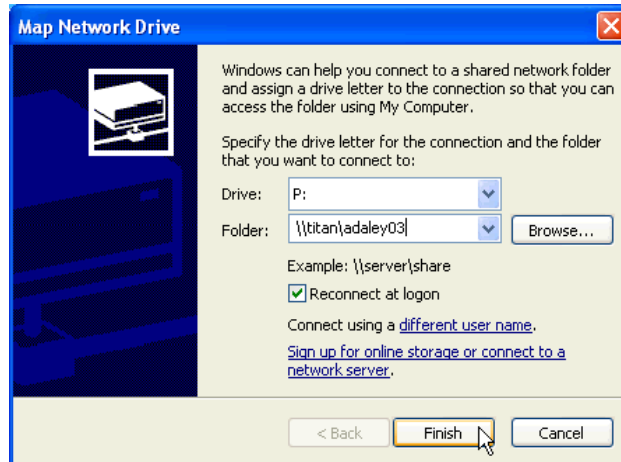 Map Network Drive
Windows can help you connect to a shared network folder
and assign a drive letter to the connection so that you can
access the folder using My Computer.
Specify the drive letter for the connection and the folder
that you want to connect to:
Drive: P:
Folder: \\titan\adaley03 Browse...
Example: \\server\share
Reconnect at logon
Connect using a different user name.
Sign up for online storage or connect to a
network server.
< Back Finish Cancel